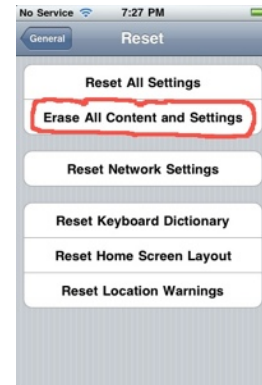 No Service 7:27 PM
General Reset
Reset All Settings
Erase All Content and Settings
Reset Network Settings
Reset Keyboard Dictionary
Reset Home Screen Layout
Reset Location Warnings